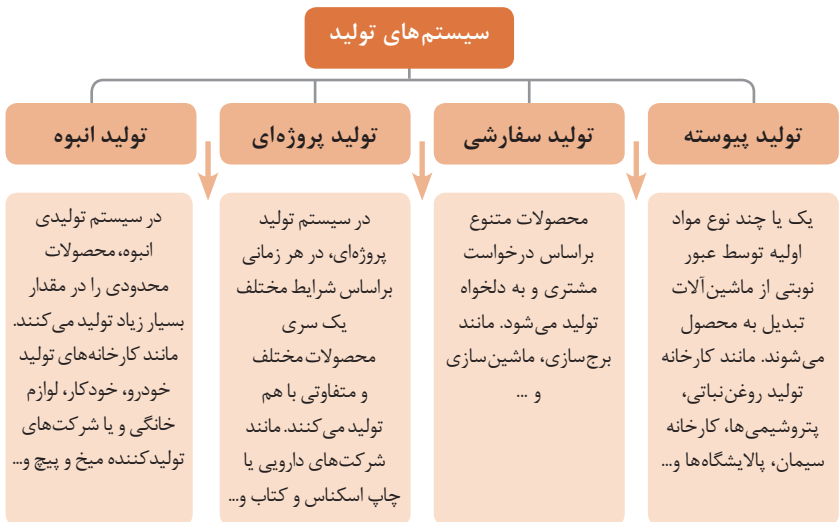 سیستم‌های تولید
تولید پیوسته
یک یا چند نوع مواد
اولیه توسط عبور
نوبتی از ماشین‌آلات
تبدیل به محصول
می‌شوند. مانند کارخانه
تولید روغن‌نباتی،
پتروشیمی‌ها، کارخانه
سیمان، پالایشگاه‌ها و...
تولید سفارشی
محصولات متنوع
براساس درخواست
مشتری و به دلخواه
تولید می‌شود. مانند
برج‌سازی، ماشین‌سازی
و ...
تولید پروژه‌ای
در سیستم تولید
پروژه‌ای، در هر زمانی
براساس شرایط مختلف
یک سری
محصولات مختلف
و متفاوتی با هم
تولید می‌کنند. مانند
شرکت‌های دارویی یا
چاپ اسکناس و کتاب و...
تولید انبوه
در سیستم تولیدی
انبوه، محصولات
محدودی را در مقدار
بسیار زیاد تولید می‌کنند.
مانند کارخانه‌های تولید
خودرو، خودکار، لوازم
خانگی و یا شرکت‌های
تولیدکننده میخ و پیچ و...